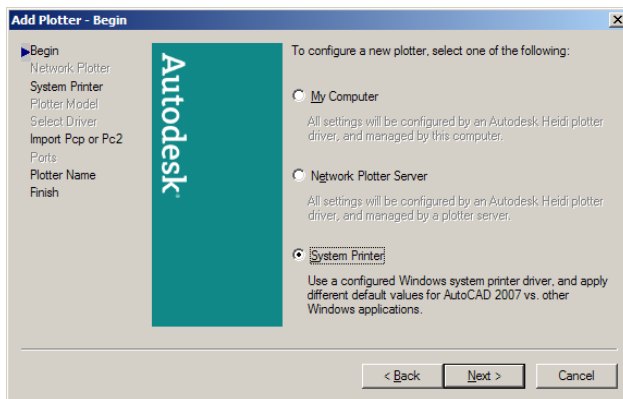 Add Plotter - Begin
Begin
Network Plotter
System Printer
Plotter Model
Select Driver
Import Pcp or Pc2
Ports
Plotter Name
Finish
Autodesk
To configure a new plotter, select one of the following:
My Computer
All settings will be configured by an Autodesk Heidi plotter
driver, and managed by this computer.
Network Plotter Server
All settings will be configured by an Autodesk Heidi plotter
driver, and managed by a plotter server.
System Printer
Use a configured Windows system printer driver, and apply
different default values for AutoCAD 2007 vs. other
Windows applications.
< Back
Next >
Cancel